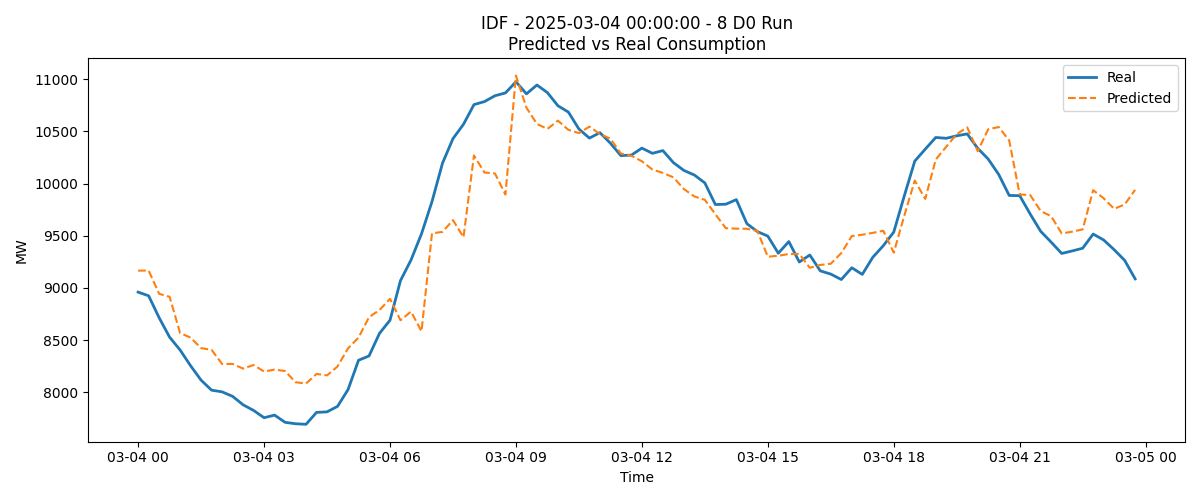 IDF - 2025-03-04 00:00:00 - 8 D0 Run
Predicted vs Real Consumption
Real
Predicted
MW
11000
10500
10000
9500
9000
8500
8000
03-04 00
03-04 03
03-04 06
03-04 09
03-04 12
03-04 15
03-04 18
03-04 21
03-05 00
Time